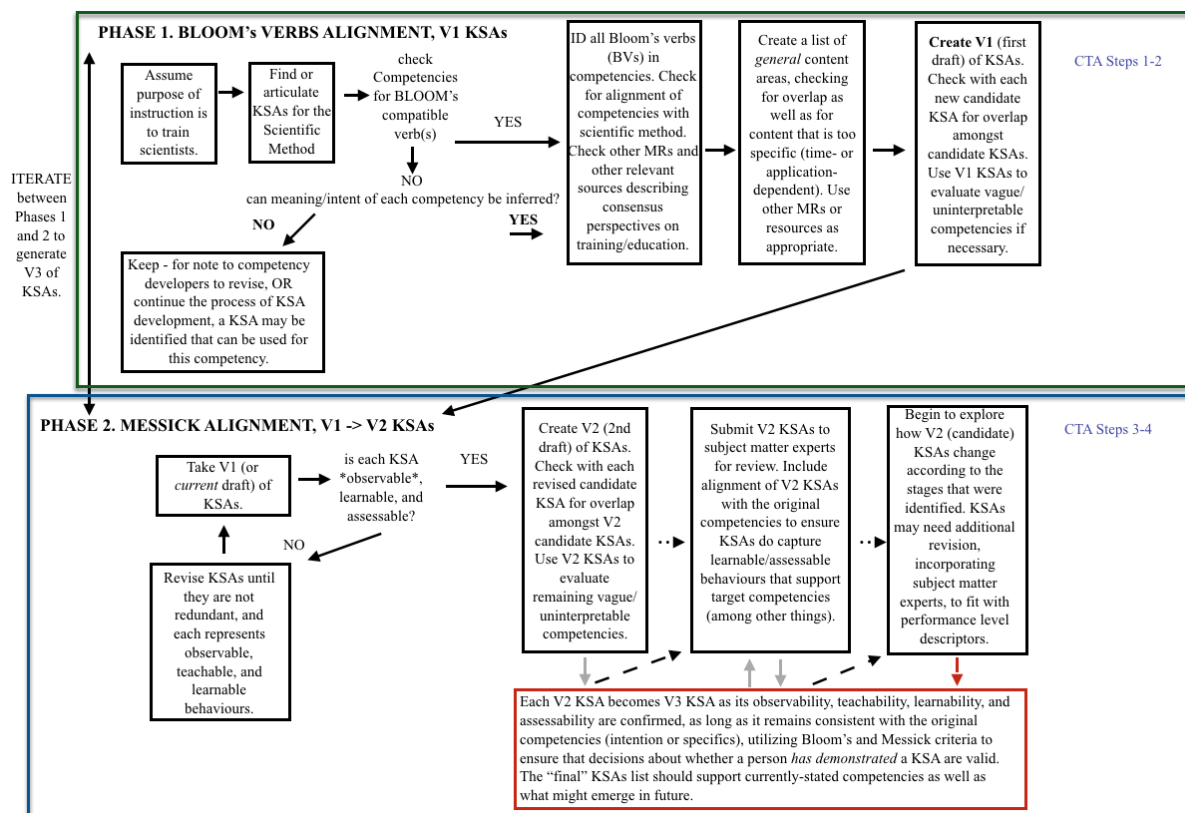 PHASE 1. BLOOM's VERBS ALIGNMENT, V1 KSAs
CTA Steps 1-2
Assume
purpose of
instruction is
to train
scientists.
Find or
articulate
KSAs for the
Scientific
Method
check
Competencies
for BLOOM's
compatible
verb(s)
YES
NO
can meaning/intent of each competency be inferred?
NO
YES
Keep - for note to competency
developers to revise, OR
continue the process of KSA
development, a KSA may be
identified that can be used for
this competency.
ID all Bloom's verbs
(BVs) in
competencies. Check
for alignment of
competencies with
scientific method.
Check other MRs and
other relevant
sources describing
consensus
perspectives on
training/education.
Create a list of
general content
areas, checking
for overlap as
well as for
content that is too
specific (time- or
application-
dependent). Use
other MRs or
resources as
appropriate.
Create V1 (first
draft) of KSAs.
Check with each
new candidate
KSA for overlap
amongst
candidate KSAs.
Use V1 KSAs to
evaluate vague/
uninterpretable
competencies if
necessary.
ITERATE
between
Phases 1
and 2 to
generate
V3 of
KSAs.
PHASE 2. MESSICK ALIGNMENT, V1 -> V2 KSAs
CTA Steps 3-4
Take V1 (or
current draft) of
KSAs.
is each KSA
*observable*,
learnable, and
assessable?
YES
NO
Revise KSAs until
they are not
redundant, and
each represents
observable,
teachable, and
learnable
behaviours.
Create V2 (2nd
draft) of KSAs.
Check with each
revised candidate
KSA for overlap
amongst V2
candidate KSAs.
Use V2 KSAs to
evaluate
remaining vague/
uninterpretable
competencies.
Submit V2 KSAs to
subject matter experts
for review. Include
alignment of V2 KSAs
with the original
competencies to ensure
KSAs do capture
learnable/assessable
behaviours that support
target competencies
(among other things).
Begin to explore
how V2 (candidate)
KSAs change
according to the
stages that were
identified. KSAs
may need additional
revision,
incorporating
subject matter
experts, to fit with
performance level
descriptors.
Each V2 KSA becomes V3 KSA as its observability, teachability, learnability, and
assessability are confirmed, as long as it remains consistent with the original
competencies (intention or specifics), utilizing Bloom's and Messick criteria to
ensure that decisions about whether a person has demonstrated a KSA are valid.
The “final” KSAs list should support currently-stated competencies as well as
what might emerge in future.